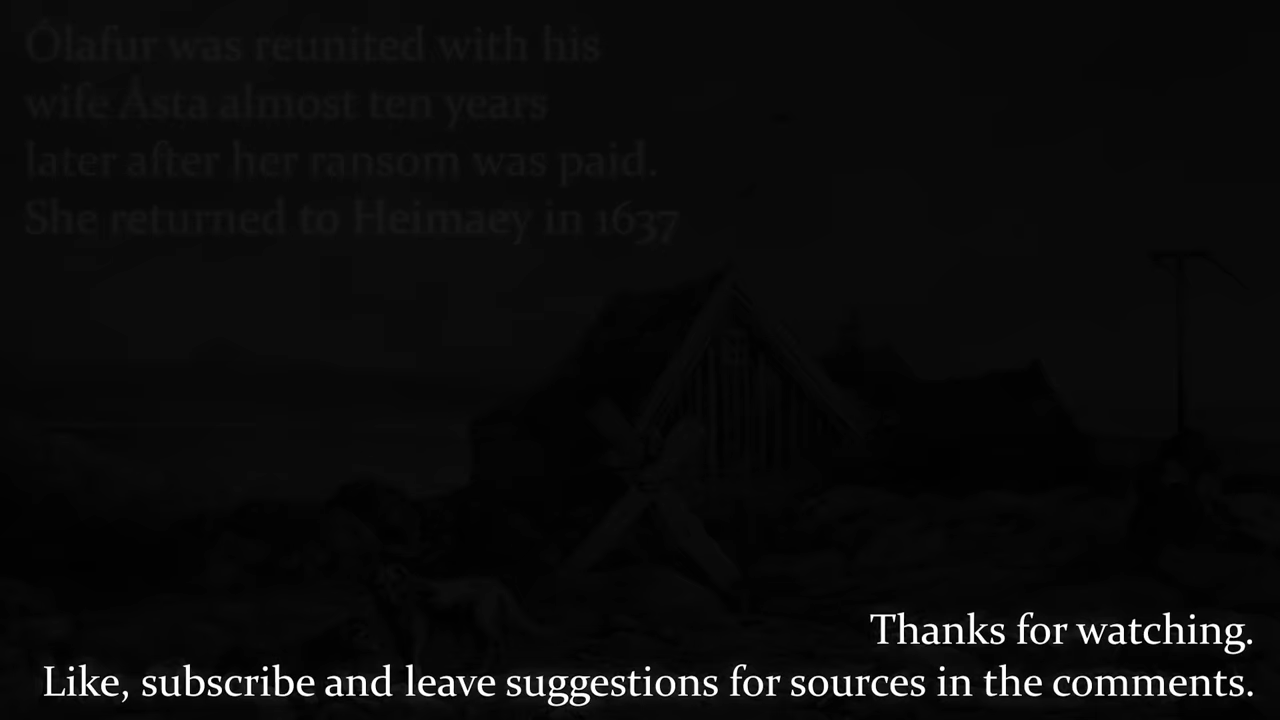 Ólafur was reunited with his
wife Ásta almost ten years
later after her ransom was paid.
She returned to Heimaey in 1637
Thanks for watching.
Like, subscribe and leave suggestions for sources in the comments.